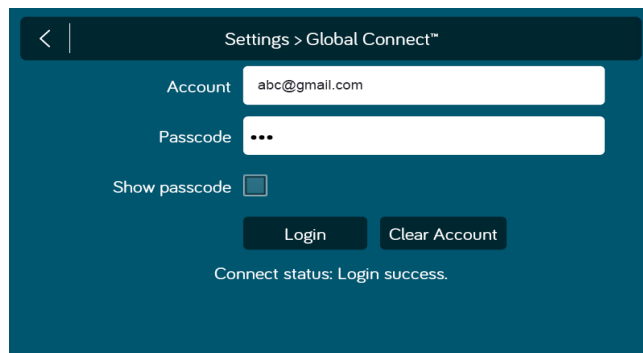 Settings > Global Connect™
Account abc@gmail.com
Passcode •••
Show passcode
Login Clear Account
Connect status: Login success.